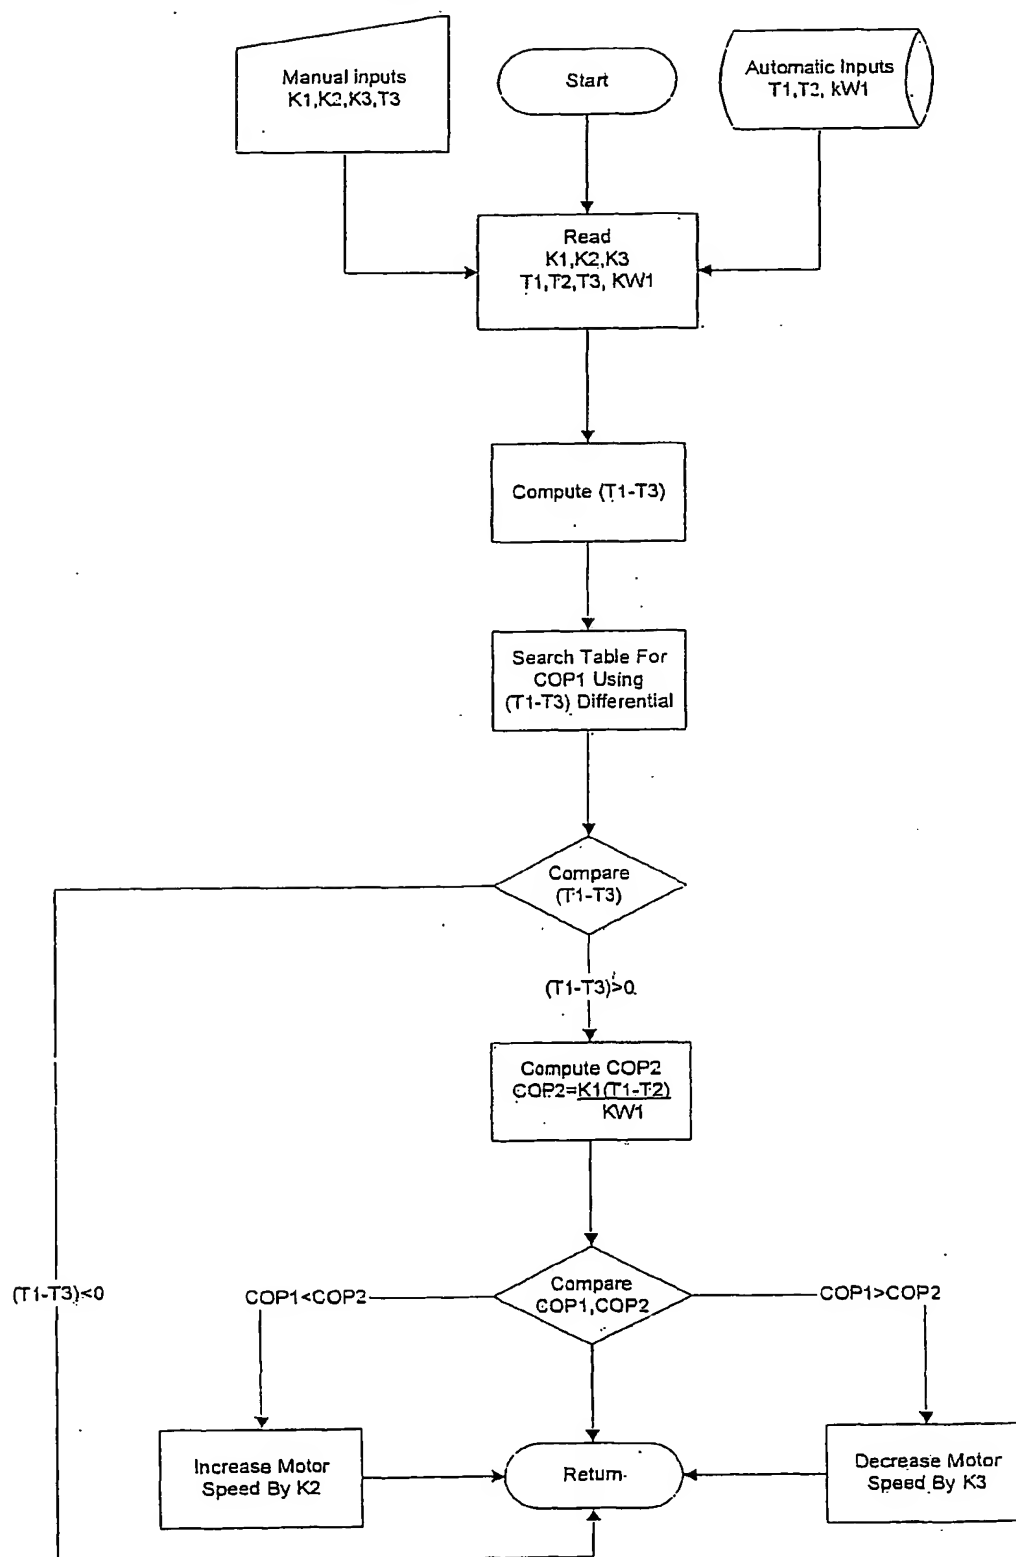 Manual inputs
K1,K2,K3,T3
Start
Automatic Inputs
T1,T2, kW1
Read
K1,K2,K3
T1,T2,T3, KW1
Compute (T1-T3)
Search Table For
COP1 Using
(T1-T3) Differential
Compare
(T1-T3)
(T1-T3)>0
Compute COP2
COP2=K1(T1-T2)
KW1
(T1-T3)<0
COP1<COP2
Compare
COP1,COP2
COP1>COP2
Increase Motor
Speed By K2
Return
Decrease Motor
Speed By K3